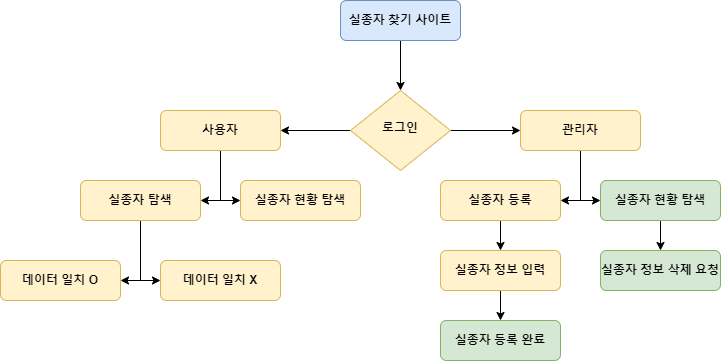 실종자 찾기 사이트
로그인
사용자
관리자
실종자 탐색
실종자 현황 탐색
실종자 등록
실종자 현황 탐색
데이터 일치 O
데이터 일치 X
실종자 정보 입력
실종자 정보 삭제 요청
실종자 등록 완료